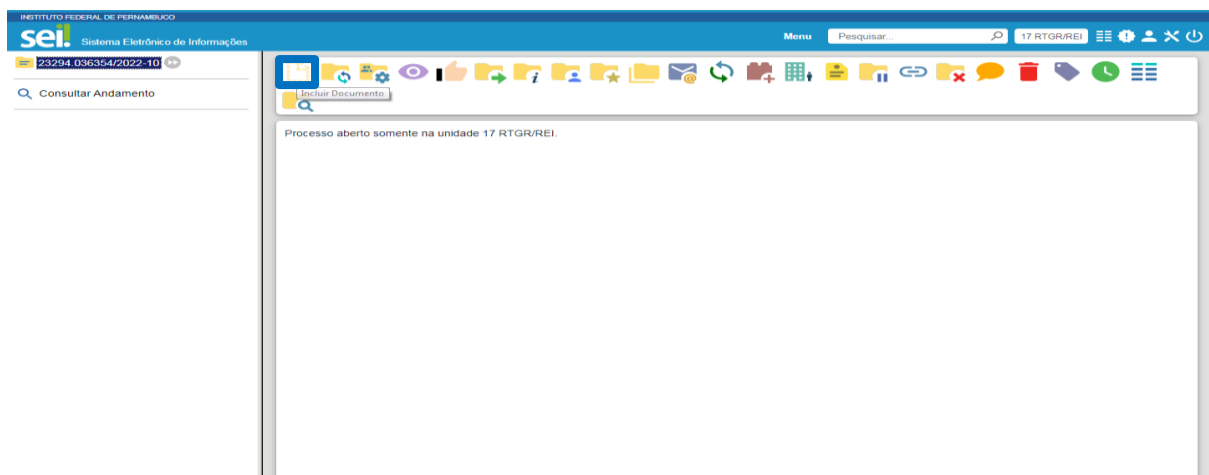 INSTITUTO FEDERAL DE PERNAMBUCO
sei! Sistema Eletrônico de Informações
Menu Pesquisar... 17 RTGR/REI
23294.036354/2022-10
Consultar Andamento
Incluir Documento
Processo aberto somente na unidade 17 RTGR/REI.